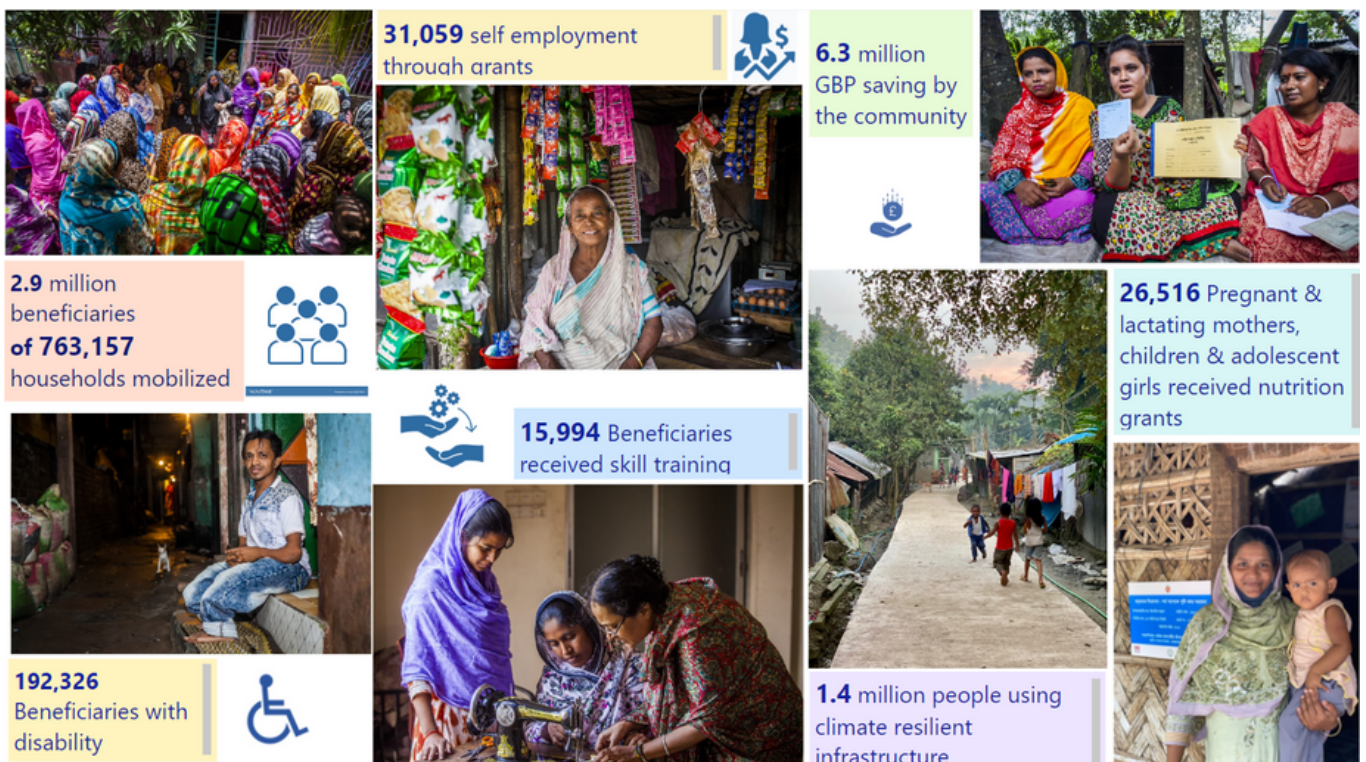 31,059 self employment
through grants
6.3 million
GBP saving by
the community
2.9 million
beneficiaries
of 763,157
households mobilized
26,516 Pregnant &
lactating mothers,
children & adolescent
girls received nutrition
grants
15,994 Beneficiaries
received skill training
192,326
Beneficiaries with
disability
1.4 million people using
climate resilient
infrastructure